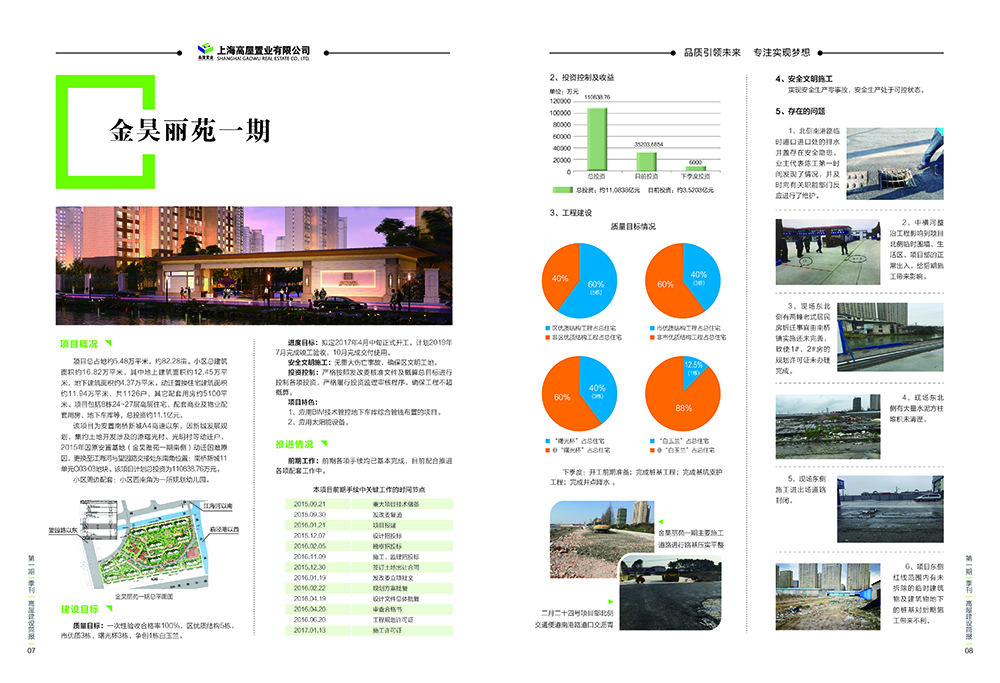 上海高屋置业有限公司
SHANGHAI GAOWU REAL ESTATE CO., LTD.
金昊丽苑一期
项目概况
项目总占地约5.48万平米，约82.28亩。小区总建筑
面积约16.82万平米，其中地上建筑面积约12.45万平
米，地下建筑面积约4.37万平米。动迁置换住宅建筑面积
约11.94万平米，共1126户。其它配套用房约5100平
米。项目包括8栋24-27层高层住宅，配套商业及物业配
套用房、地下车库等，总投资约11.1亿元。
该项目为安置南桥新城A4高速以东，因新城发展规
划，集约土地开发涉及的原曙光村、光明村等动迁户。
2015年因原安置基地（金昊雅苑一期南侧）动迁困难原
因，更换至江海河与望园路交接处东南角位置；南桥新城11
单元C03-03地块。该项目计划总投资为110838.76万元。
小区周边配套：小区西南角为一所规划幼儿园。
江海河以南
望园路以东
临泾港以西
金昊丽苑一期总平面图
建设目标
质量目标：一次性验收合格率100%，区优质结构5栋，
市优质3栋，曙光杯3栋，争创1栋白玉兰。
进度目标：拟定2017年4月中旬正式开工，计划2019年
7月完成竣工验收，10月完成交付使用。
安全文明施工：无重大伤亡事故，确保区文明工地。
投资控制：严格按照发改委核准文件及概算总目标进行
控制各项投资，严格履行投资监理审核程序，确保工程不超
概算。
项目特色：
1、应用BIM技术管控地下车库综合管线布置的项目。
2、应用太阳能设备。
推进情况
前期工作：前期各项手续均已基本完成，目前配合推进
各项配套工作中。
本项目前期手续中关键工作的时间节点
2015.09.21 重大项目技术储备
2015.09.30 发改委备函
2016.01.21 项目报建
2015.12.07 设计招投标
2016.02.05 勘察招投标
2016.11.09 施工、监理招投标
2015.12.30 签订土地出让合同
2016.01.19 发改委立项批文
2016.02.22 规划方案批复
2016.04.19 设计文件总体批复
2016.04.20 审查合格书
2016.06.20 工程规划许可证
2017.01.13 施工许可证
第一期
季刊
高屋建设简报
07
品质引领未来 专注实现梦想
2、投资控制及收益
单位：万元
120000
100000
80000
60000
40000
20000
0
110838.76
35203.6854
6000
总投资
目前投资
下季度投资
总投资：约11.0838亿元 目前投资：约3.5203亿元
3、工程建设
质量目标情况
40%
60%
(5栋)
区优质结构工程占总住宅
非区优质结构工程占总住宅
40%
(3栋)
60%
市优质结构工程占总住宅
非市优质结构工程占总住宅
40%
(3栋)
60%
“曙光杯”占总住宅
非“曙光杯”占总住宅
12.5%
(1栋)
88%
“白玉兰”占总住宅
非“白玉兰”占总住宅
下季度：开工前期准备；完成桩基工程；完成基坑支护
工程；完成井点降水。
金昊丽苑一期主要施工
道路进行路基压实平整
二月二十四号项目部北侧
交通便道南港路道口交沥青
4、安全文明施工
实现安全生产零事故，安全生产处于可控状态。
5、存在的问题
1、北侧南港路临
时道口进口处的排水
井盖存在安全隐患，
业主代表陈工第一时
间发现了情况，并及
时向有关职能部门反
应进行了维护。
2、中横河整
治工程影响到项目
北侧临时围墙、生
活区、项目部的正
常出入，给后期施
工带来影响。
3、现场东北
侧有两幢老式居民
房拆迁事宜由南桥
镇实施还未完善，
致使1#、2#房的
规划许可证未办理
完成。
4、现场东北
侧有大量水泥方柱
堆积未清理。
5、现场东侧
施工进出场道路
封闭。
6、项目东侧
红线范围内有未
拆除的临时建筑
物及建筑物地下
的桩基对后期施
工带来不利。
第一期
季刊
高屋建设简报
08